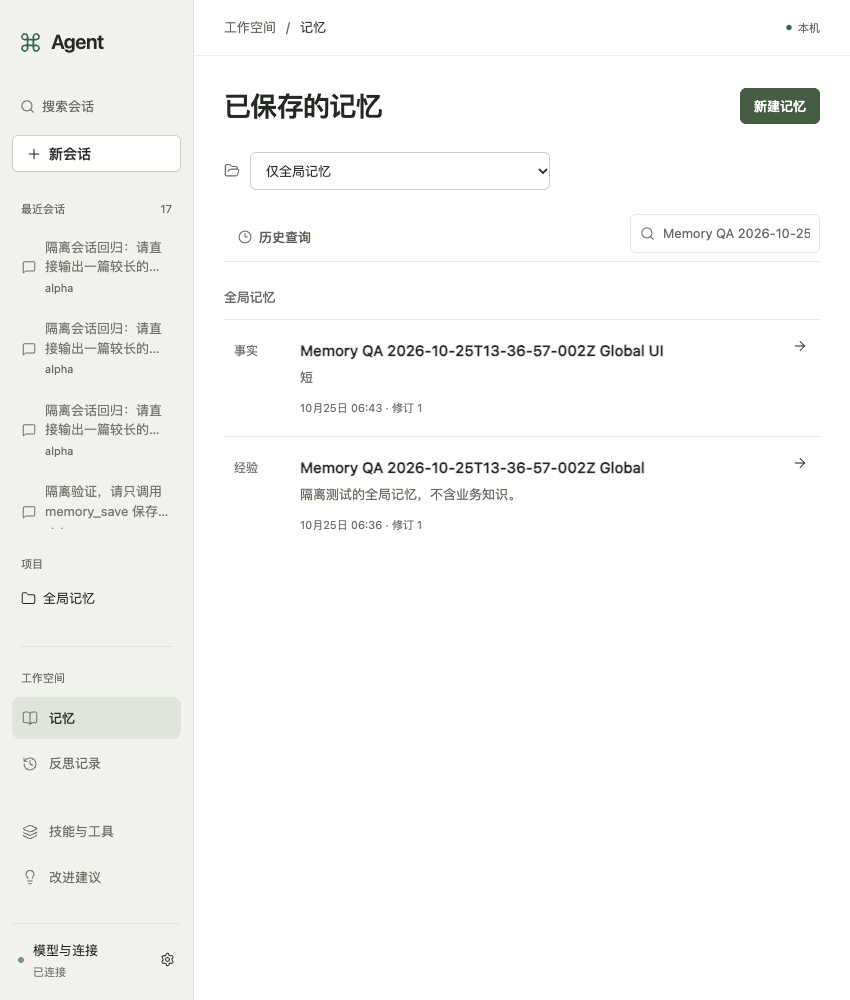 Agent
搜索会话
新会话
最近会话 17
隔离会话回归：请直
接输出一篇较长的...
alpha
隔离会话回归：请直
接输出一篇较长的...
alpha
隔离会话回归：请直
接输出一篇较长的...
alpha
隔离验证，请只调用
memory_save 保存...
项目
全局记忆
工作空间
记忆
反思记录
技能与工具
改进建议
模型与连接
已连接
工作空间 / 记忆
本机
已保存的记忆
新建记忆
仅全局记忆
历史查询
Memory QA 2026-10-25
全局记忆
事实
Memory QA 2026-10-25T13-36-57-002Z Global UI
短
10月25日 06:43 · 修订 1
经验
Memory QA 2026-10-25T13-36-57-002Z Global
隔离测试的全局记忆，不含业务知识。
10月25日 06:36 · 修订 1